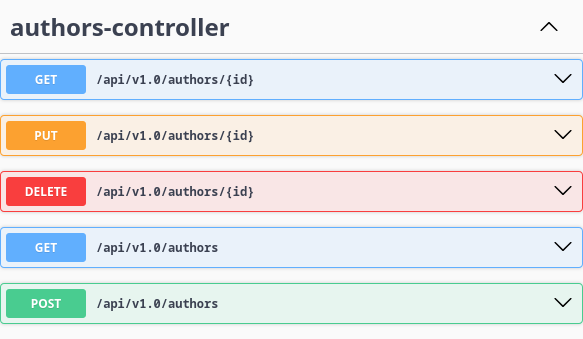 authors-controller
GET /api/v1.0/authors/{id}
PUT /api/v1.0/authors/{id}
DELETE /api/v1.0/authors/{id}
GET /api/v1.0/authors
POST /api/v1.0/authors